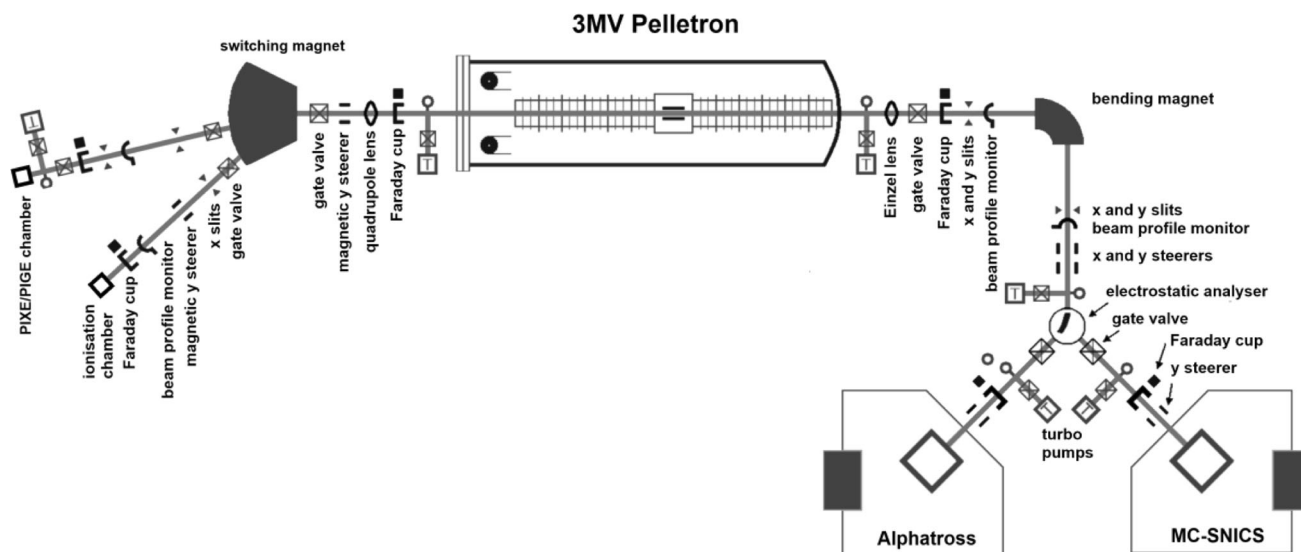 3MV Pelletron
switching magnet
bending magnet
gate valve
magnetic y steerer
quadrupole lens
Faraday cup
Einzel lens
gate valve
Faraday cup
x and y slits
beam profile monitor
PIXE/PIGE chamber
ionisation
chamber
Faraday cup
beam profile monitor
magnetic y steerer
x slits
gate valve
x and y slits
beam profile monitor
x and y steerers
electrostatic analyser
gate valve
Faraday cup
y steerer
turbo
pumps
Alphatross
MC-SNICS
T
T
T
T
T
T